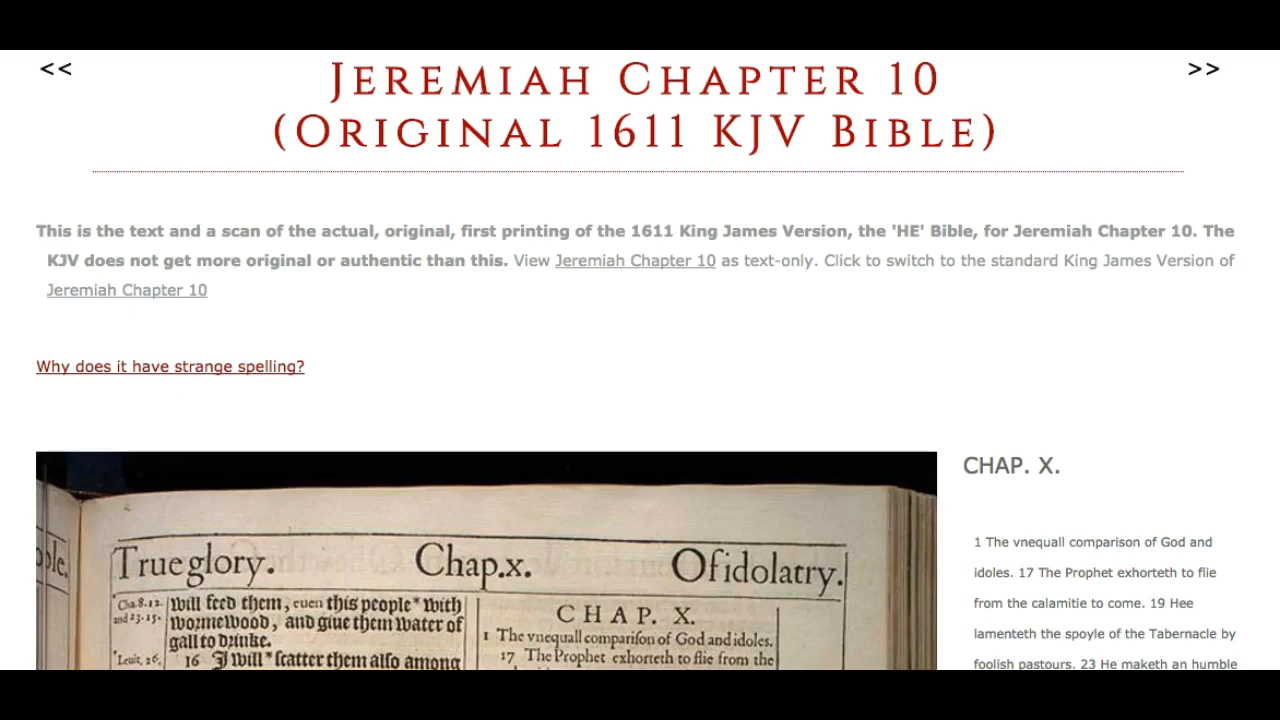 <<
>>
Jeremiah Chapter 10
(Original 1611 KJV Bible)
This is the text and a scan of the actual, original, first printing of the 1611 King James Version, the 'HE' Bible, for Jeremiah Chapter 10. The
KJV does not get more original or authentic than this. View Jeremiah Chapter 10 as text-only. Click to switch to the standard King James Version of
Jeremiah Chapter 10
Why does it have strange spelling?
True glory.
Chap.x.
Of idolatry.
Cha.8.12.
and 23.15.
will feed them, euen this people * with
wormewood, and giue them water of
gall to drinke.
*Leuit. 26.
16 I will * ſcatter them alſo among
CHAP. X.
1 The vnequall compariſon of God and idoles.
17 The Prophet exhorteth to flie from the
CHAP. X.
1 The vnequall comparison of God and
idoles. 17 The Prophet exhorteth to flie
from the calamitie to come. 19 Hee
lamenteth the spoyle of the Tabernacle by
foolish pastours. 23 He maketh an humble